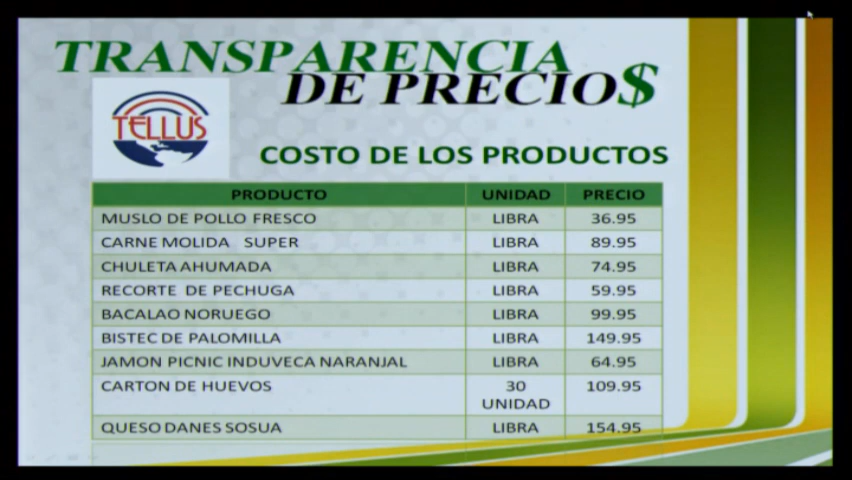 TRANSPARENCIA
DE PRECIO$
TELLUS
COSTO DE LOS PRODUCTOS
PRODUCTO UNIDAD PRECIO
MUSLO DE POLLO FRESCO LIBRA 36.95
CARNE MOLIDA SUPER LIBRA 89.95
CHULETA AHUMADA LIBRA 74.95
RECORTE DE PECHUGA LIBRA 59.95
BACALAO NORUEGO LIBRA 99.95
BISTEC DE PALOMILLA LIBRA 149.95
JAMON PICNIC INDUVECA NARANJAL LIBRA 64.95
CARTON DE HUEVOS 30 UNIDAD 109.95
QUESO DANES SOSUA LIBRA 154.95